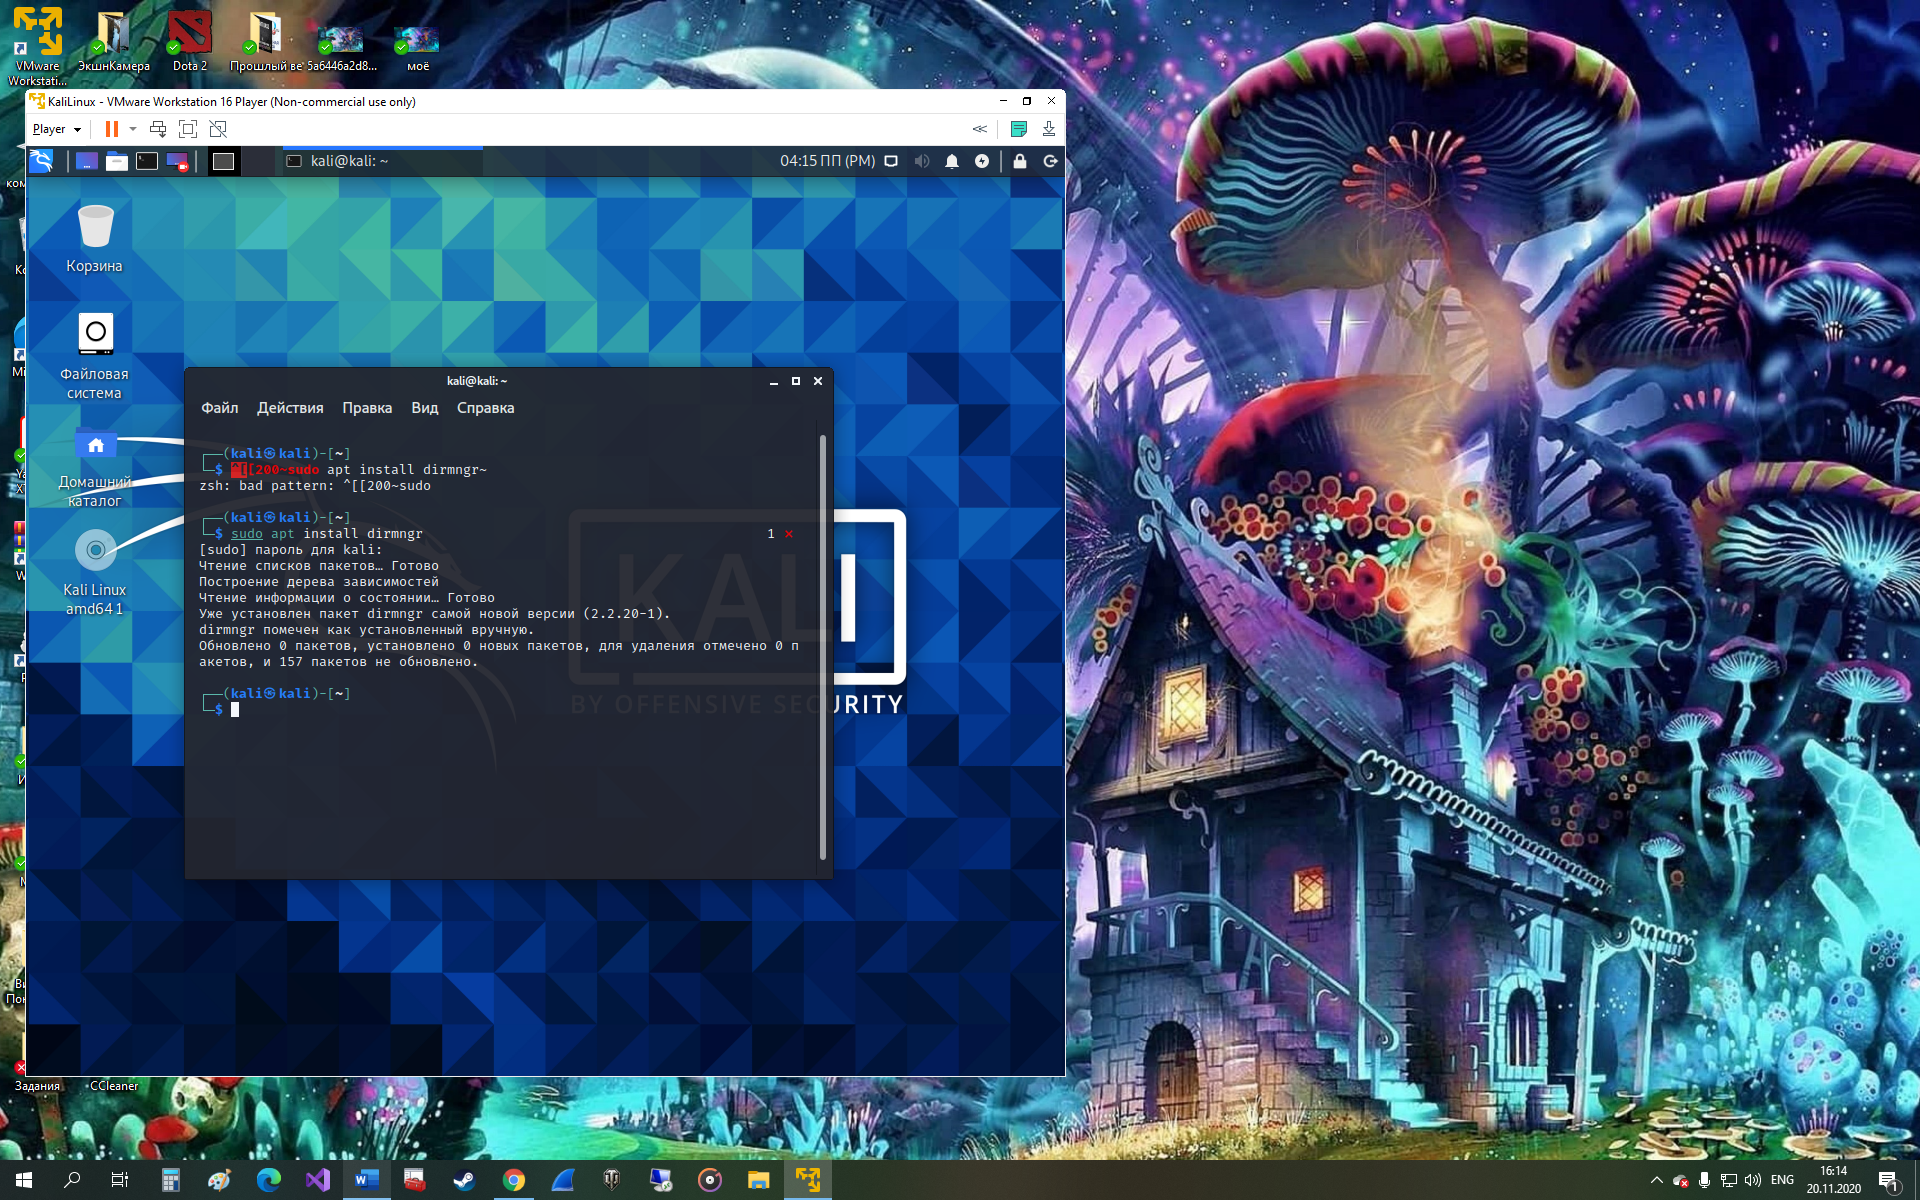 VMware
Workstati...
ЭкшнКамера
Dota 2
Прошлый ве
5a6446a2d8...
моё
KaliLinux - VMware Workstation 16 Player (Non-commercial use only)
Player
kali@kali: ~
04:15 ПП (PM)
Корзина
Файловая
система
Домашний
каталог
Kali Linux
amd64 1
kali@kali: ~
Файл Действия Правка Вид Справка
┌──(kali㉿kali)-[~]
└─$ ^[[200~sudo apt install dirmngr~
zsh: bad pattern: ^[[200~sudo
┌──(kali㉿kali)-[~]
└─$ sudo apt install dirmngr 1 ⨯
[sudo] пароль для kali:
Чтение списков пакетов… Готово
Построение дерева зависимостей
Чтение информации о состоянии… Готово
Уже установлен пакет dirmngr самой новой версии (2.2.20-1).
dirmngr помечен как установленный вручную.
Обновлено 0 пакетов, установлено 0 новых пакетов, для удаления отмечено 0 п
акетов, и 157 пакетов не обновлено.
┌──(kali㉿kali)-[~]
└─$
KALI
BY OFFENSIVE SECURITY
Задания
CCleaner
ENG
16:14
20.11.2020
1